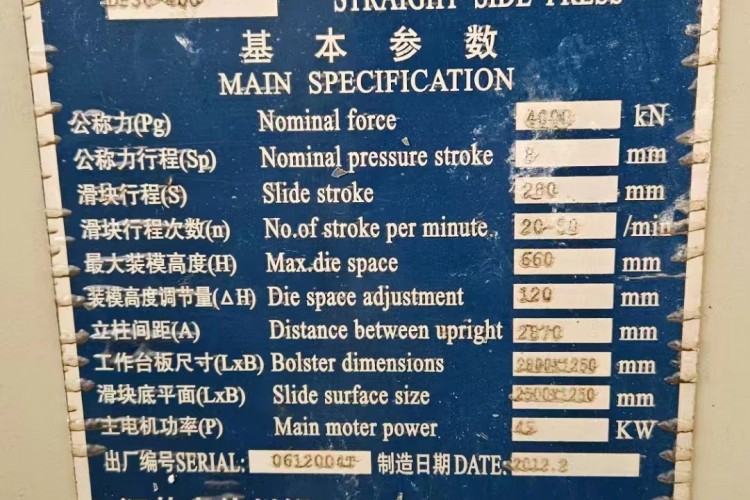 STRAIGHT SIDE PRESS
基本参数
MAIN SPECIFICATION
公称力(Pg) Nominal force 4000 kN
公称力行程(Sp) Nominal pressure stroke 8 mm
滑块行程(S) Slide stroke 280 mm
滑块行程次数(n) No.of stroke per minute 20- /min
最大装模高度(H) Max.die space 660 mm
装模高度调节量(ΔH) Die space adjustment 120 mm
立柱间距(A) Distance between upright 2870 mm
工作台板尺寸(LxB) Bolster dimensions 2800X1250 mm
滑块底平面(LxB) Slide surface size 2500X1250 mm
主电机功率(P) Main moter power 45 KW
出厂编号SERIAL: 0612004T 制造日期DATE: 2012.2